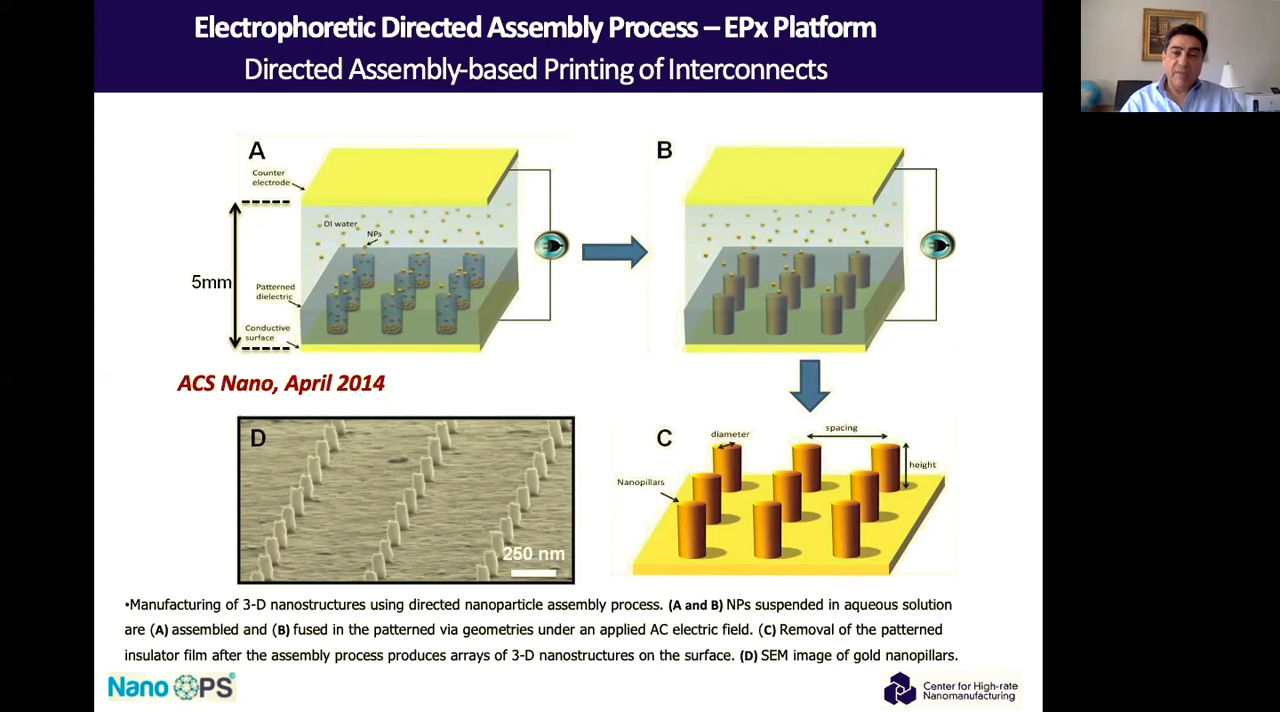 Electrophoretic Directed Assembly Process – EPx Platform
Directed Assembly-based Printing of Interconnects
A
Counter
electrode
DI water
NPs
5mm
Patterned
dielectric
Conductive
surface
B
ACS Nano, April 2014
D
250 nm
C
diameter
spacing
height
Nanopillars
•Manufacturing of 3-D nanostructures using directed nanoparticle assembly process. (A and B) NPs suspended in aqueous solution
are (A) assembled and (B) fused in the patterned via geometries under an applied AC electric field. (C) Removal of the patterned
insulator film after the assembly process produces arrays of 3-D nanostructures on the surface. (D) SEM image of gold nanopillars.
Nano OPS
Center for High-rate
Nanomanufacturing